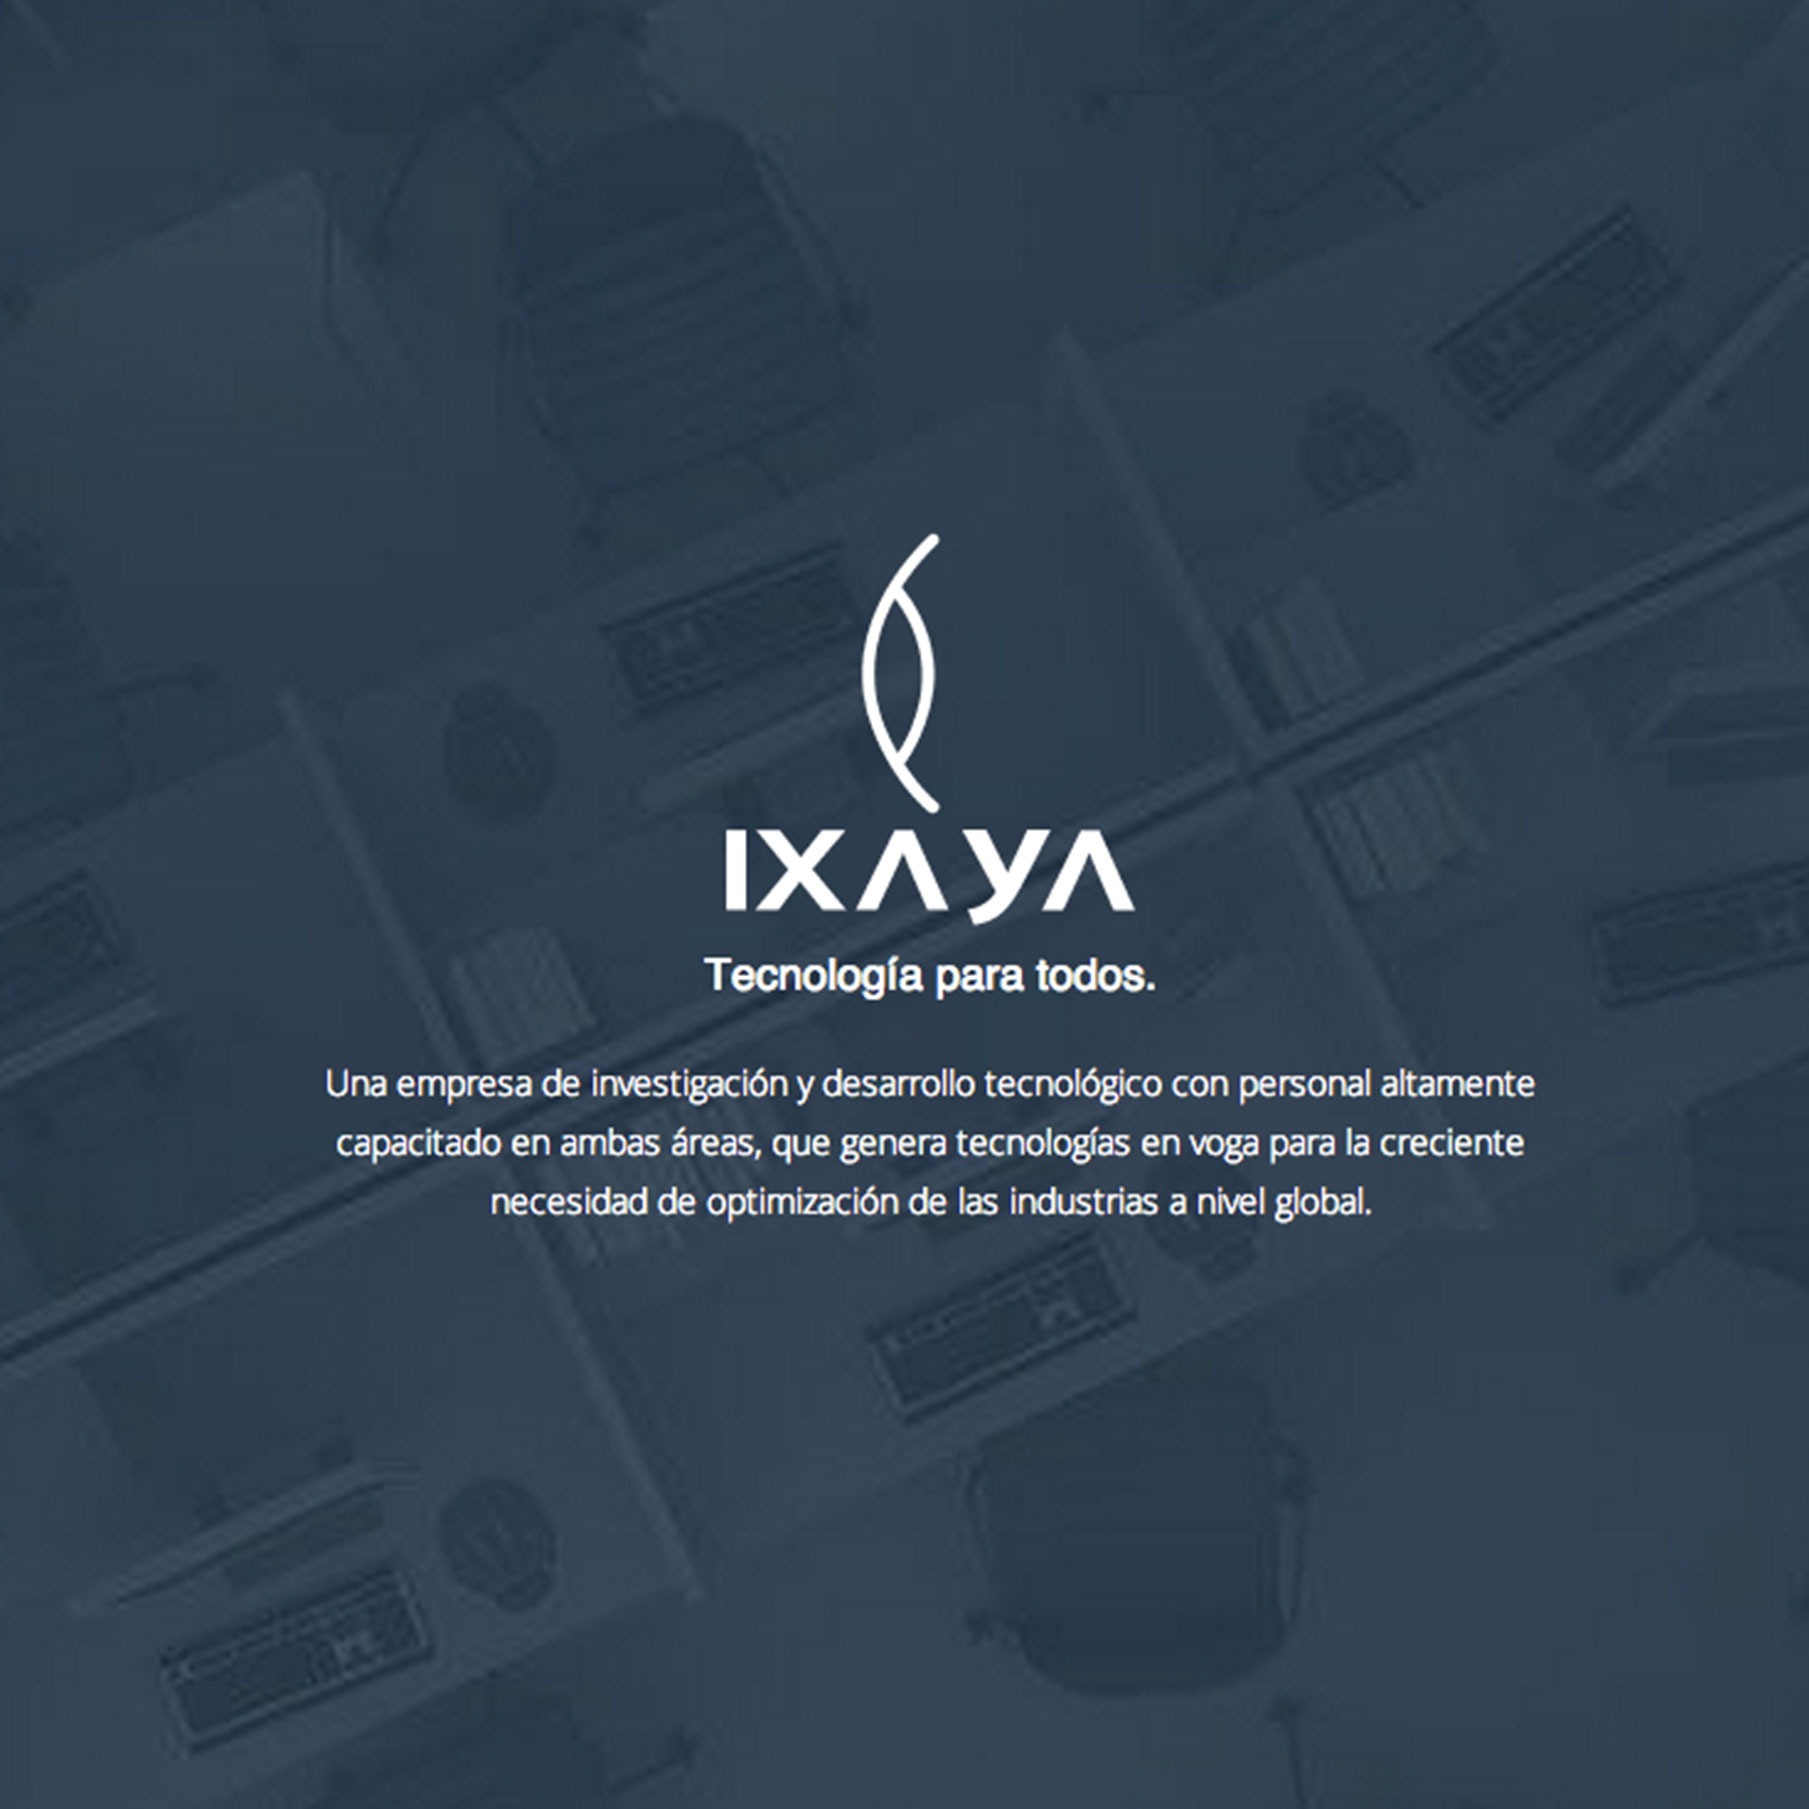 IXAYA
Tecnología para todos.
Una empresa de investigación y desarrollo tecnológico con personal altamente
capacitado en ambas áreas, que genera tecnologías en voga para la creciente
necesidad de optimización de las industrias a nivel global.